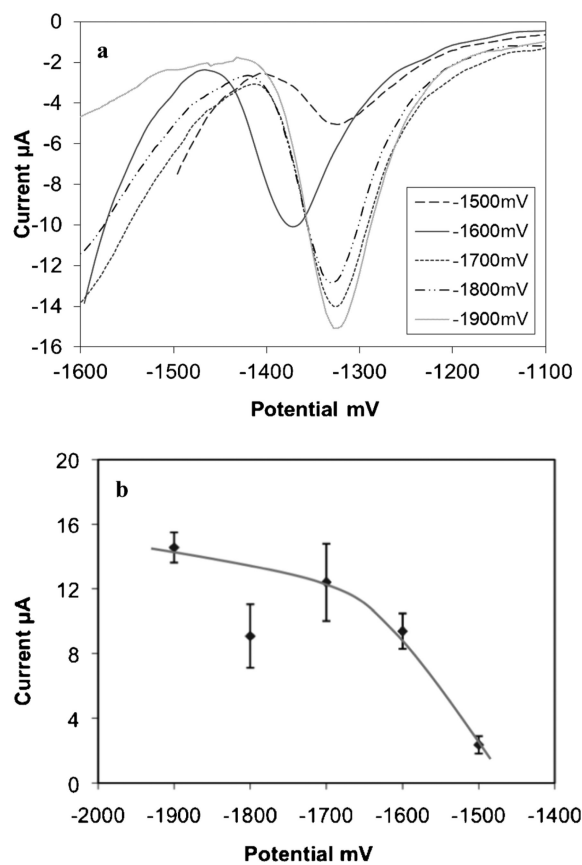 a
0
-2
-4
-6
-8
-10
-12
-14
-16
Current µA
-1500mV
-1600mV
-1700mV
-1800mV
-1900mV
-1600 -1500 -1400 -1300 -1200 -1100
Potential mV
b
20
16
12
8
4
0
Current µA
-2000 -1900 -1800 -1700 -1600 -1500 -1400
Potential mV